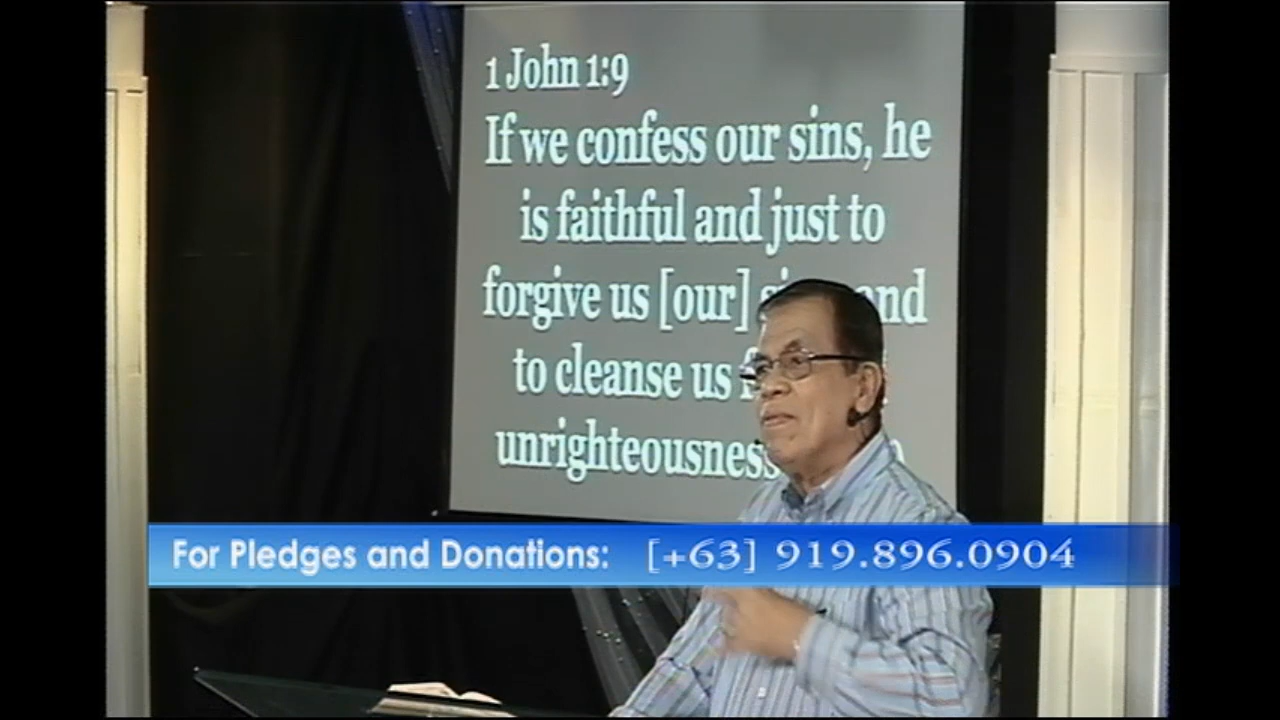 1 John 1:9
If we confess our sins, he
is faithful and just to
forgive us [our] and
to cleanse us
unrighteousness
For Pledges and Donations: [+63] 919.896.0904